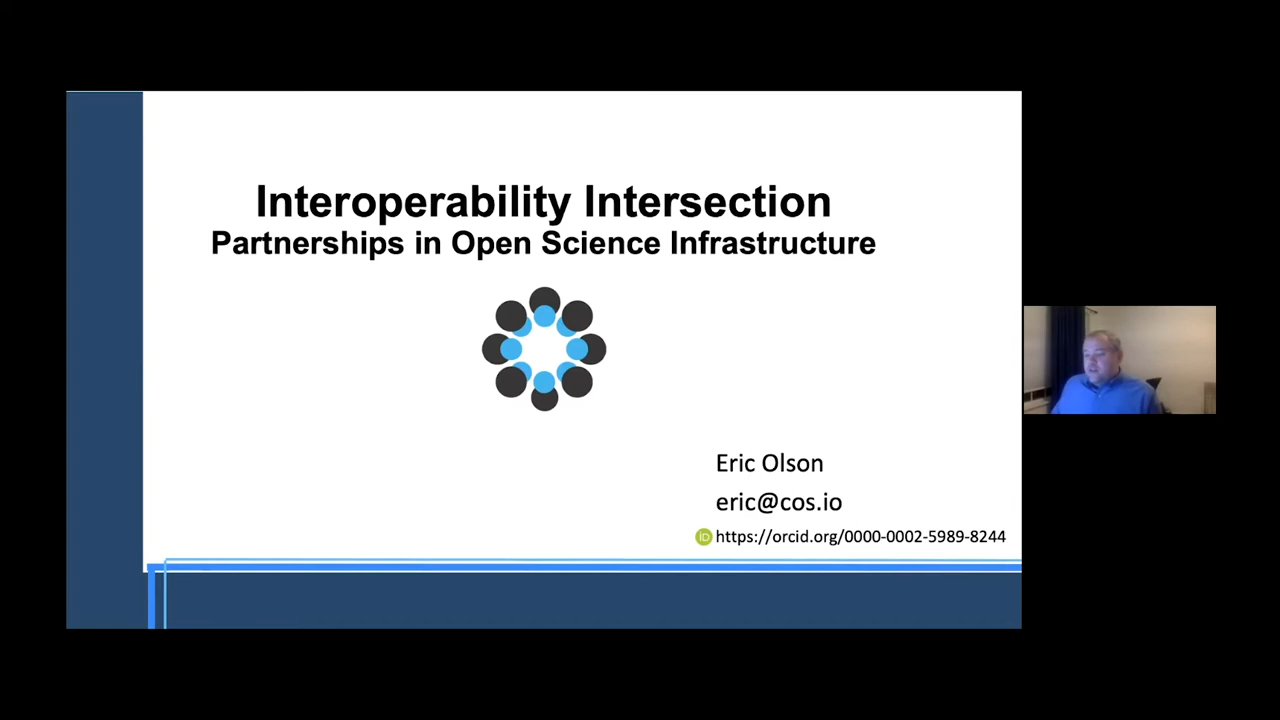 Interoperability Intersection
Partnerships in Open Science Infrastructure
Eric Olson
eric@cos.io
iD https://orcid.org/0000-0002-5989-8244